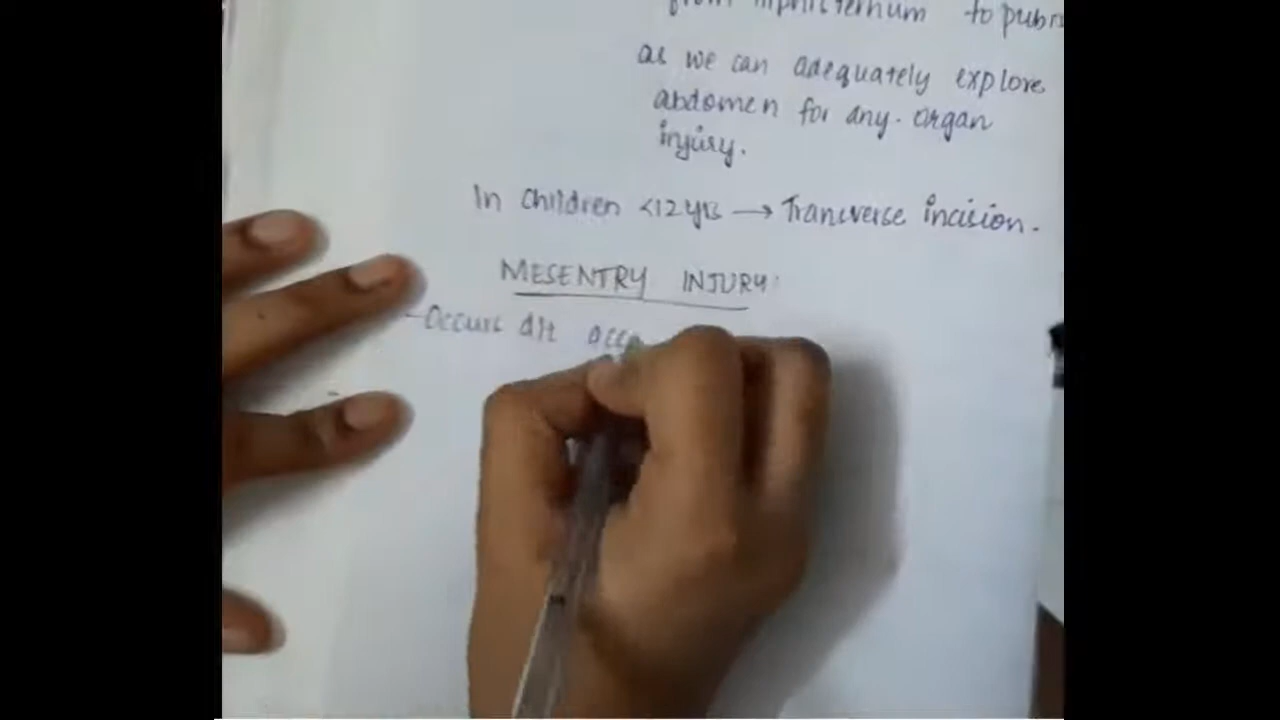 to
as we can adequately explore
abdomen for any organ
injury.
In children <12 yrs → Transverse incision.
MESENTRY INJURY:
- Occurs d/t